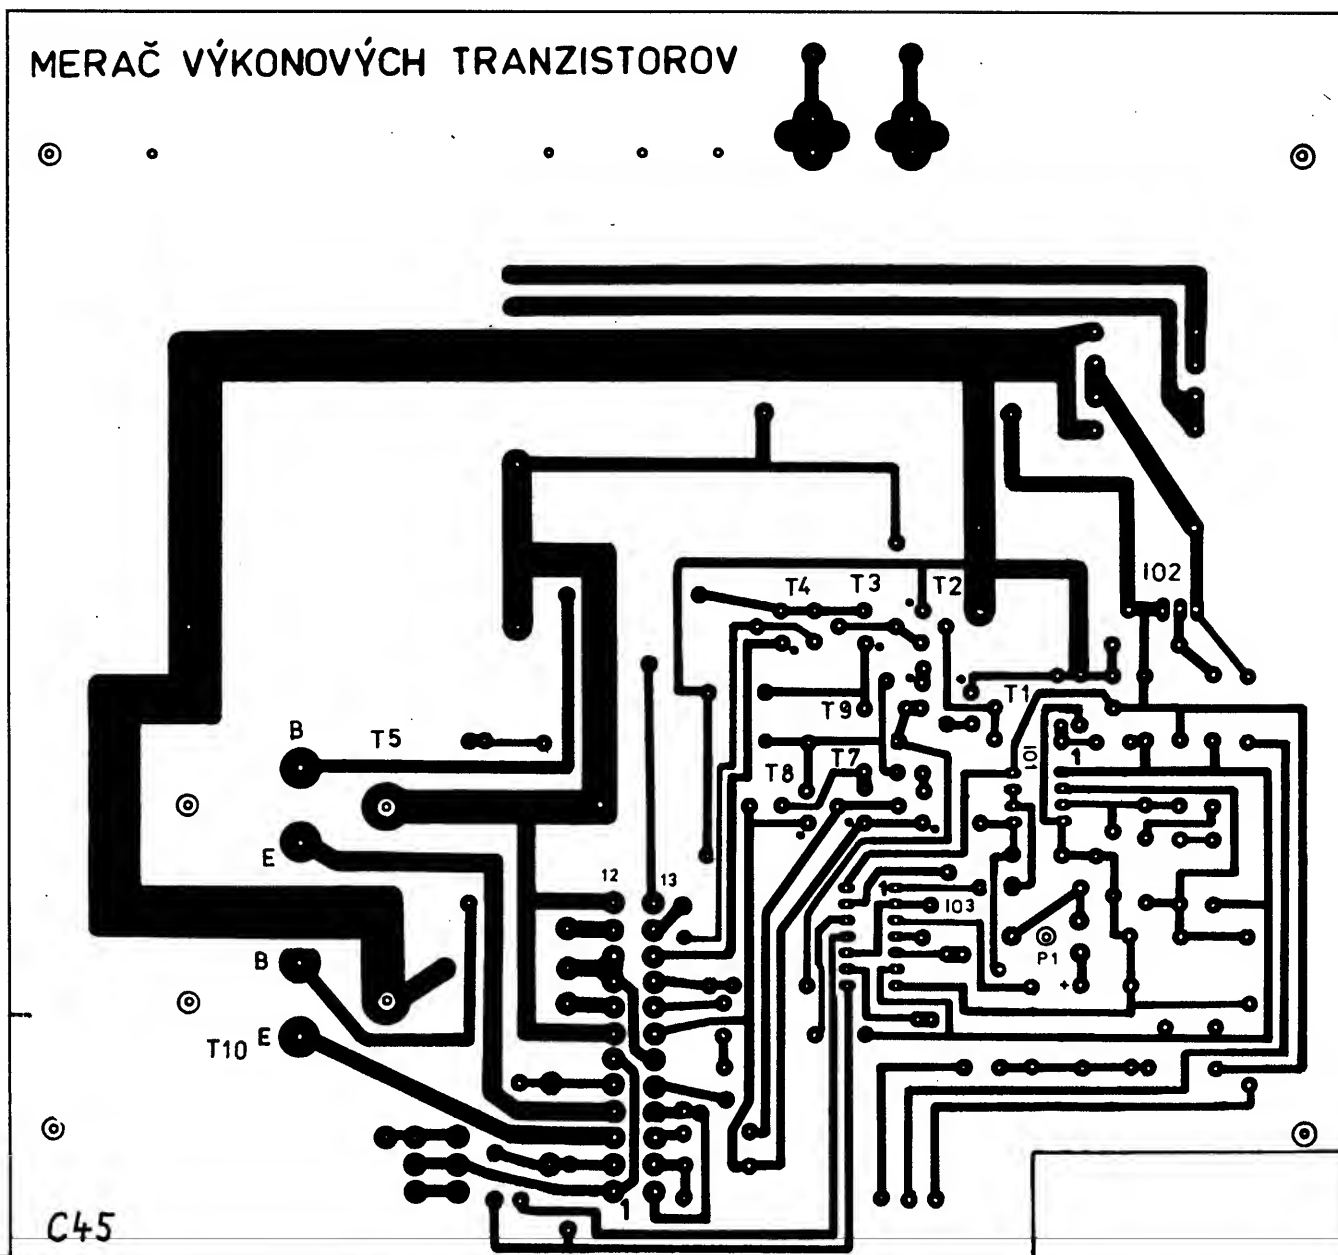 MERAČ VÝKONOVÝCH TRANZISTOROV
IO2
T4
T3
T2
T1
B
T5
T9
IO1
1
T8
T7
E
12
13
1
IO3
B
P1
+
T10
E
1
C45